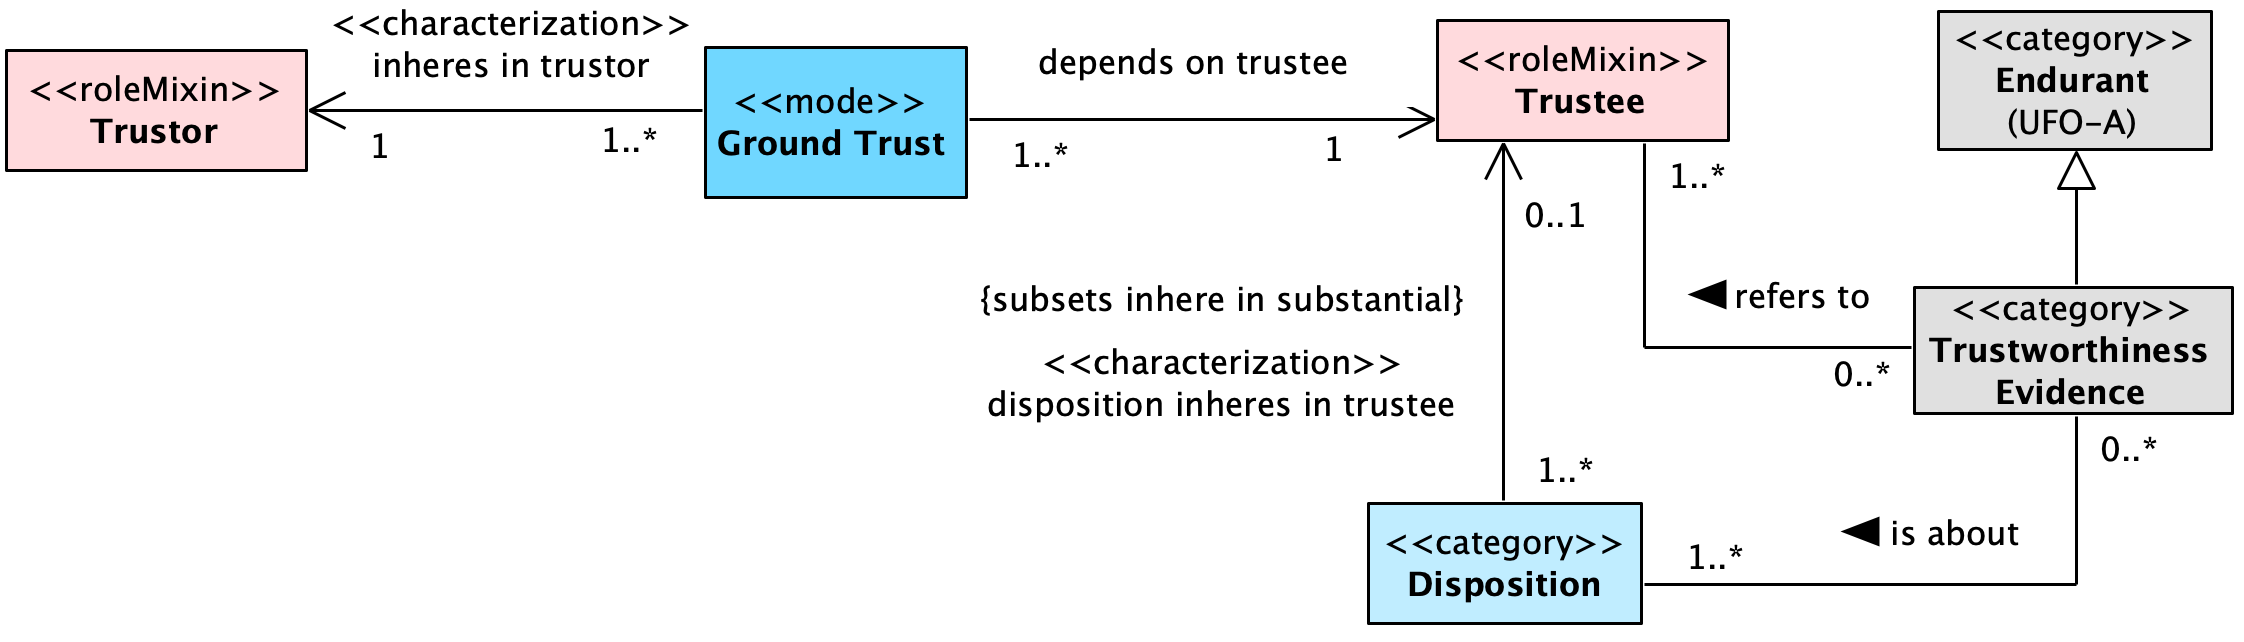 <<characterization>>
inheres in trustor
<<roleMixin>>
Trustor
1
1..*
<<mode>>
Ground Trust
depends on trustee
1..*
1
<<roleMixin>>
Trustee
<<category>>
Endurant
(UFO-A)
1..*
0..1
{subsets inhere in substantial}
<<characterization>>
disposition inheres in trustee
refers to
0..*
<<category>>
Trustworthiness
Evidence
0..*
1..*
<<category>>
Disposition
1..*
is about